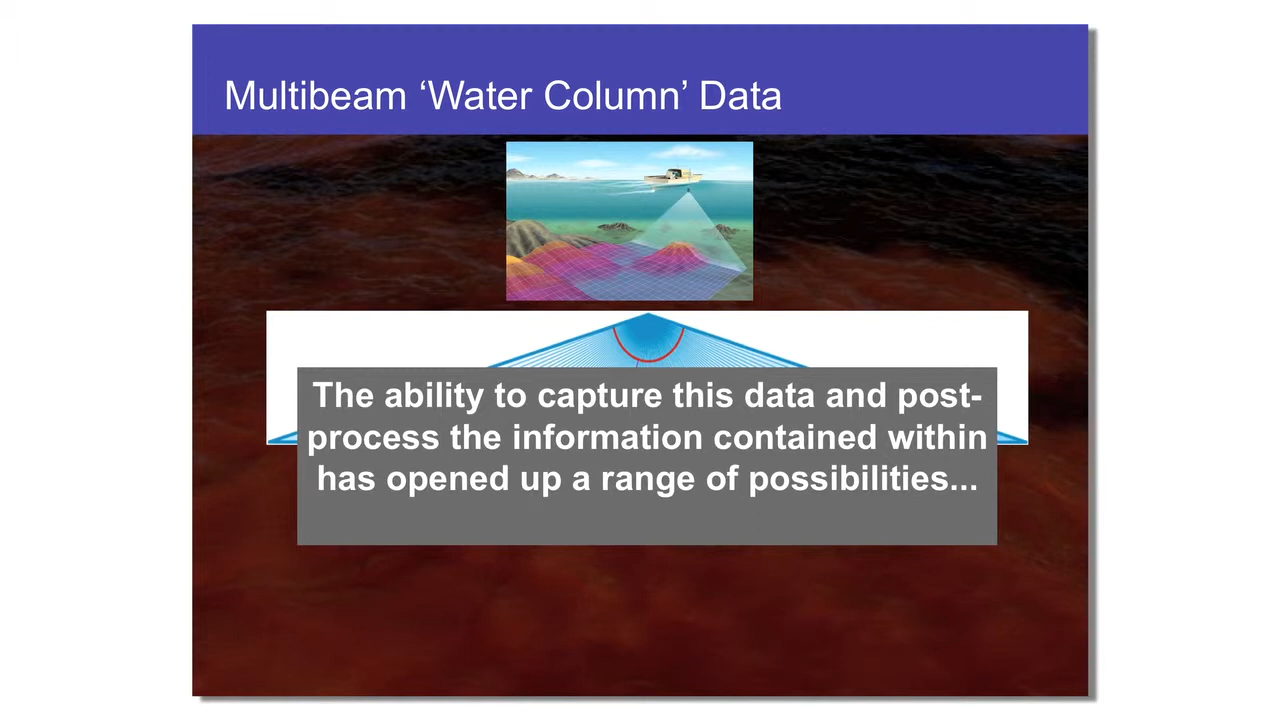 Multibeam ‘Water Column’ Data
The ability to capture this data and post-
process the information contained within
has opened up a range of possibilities...